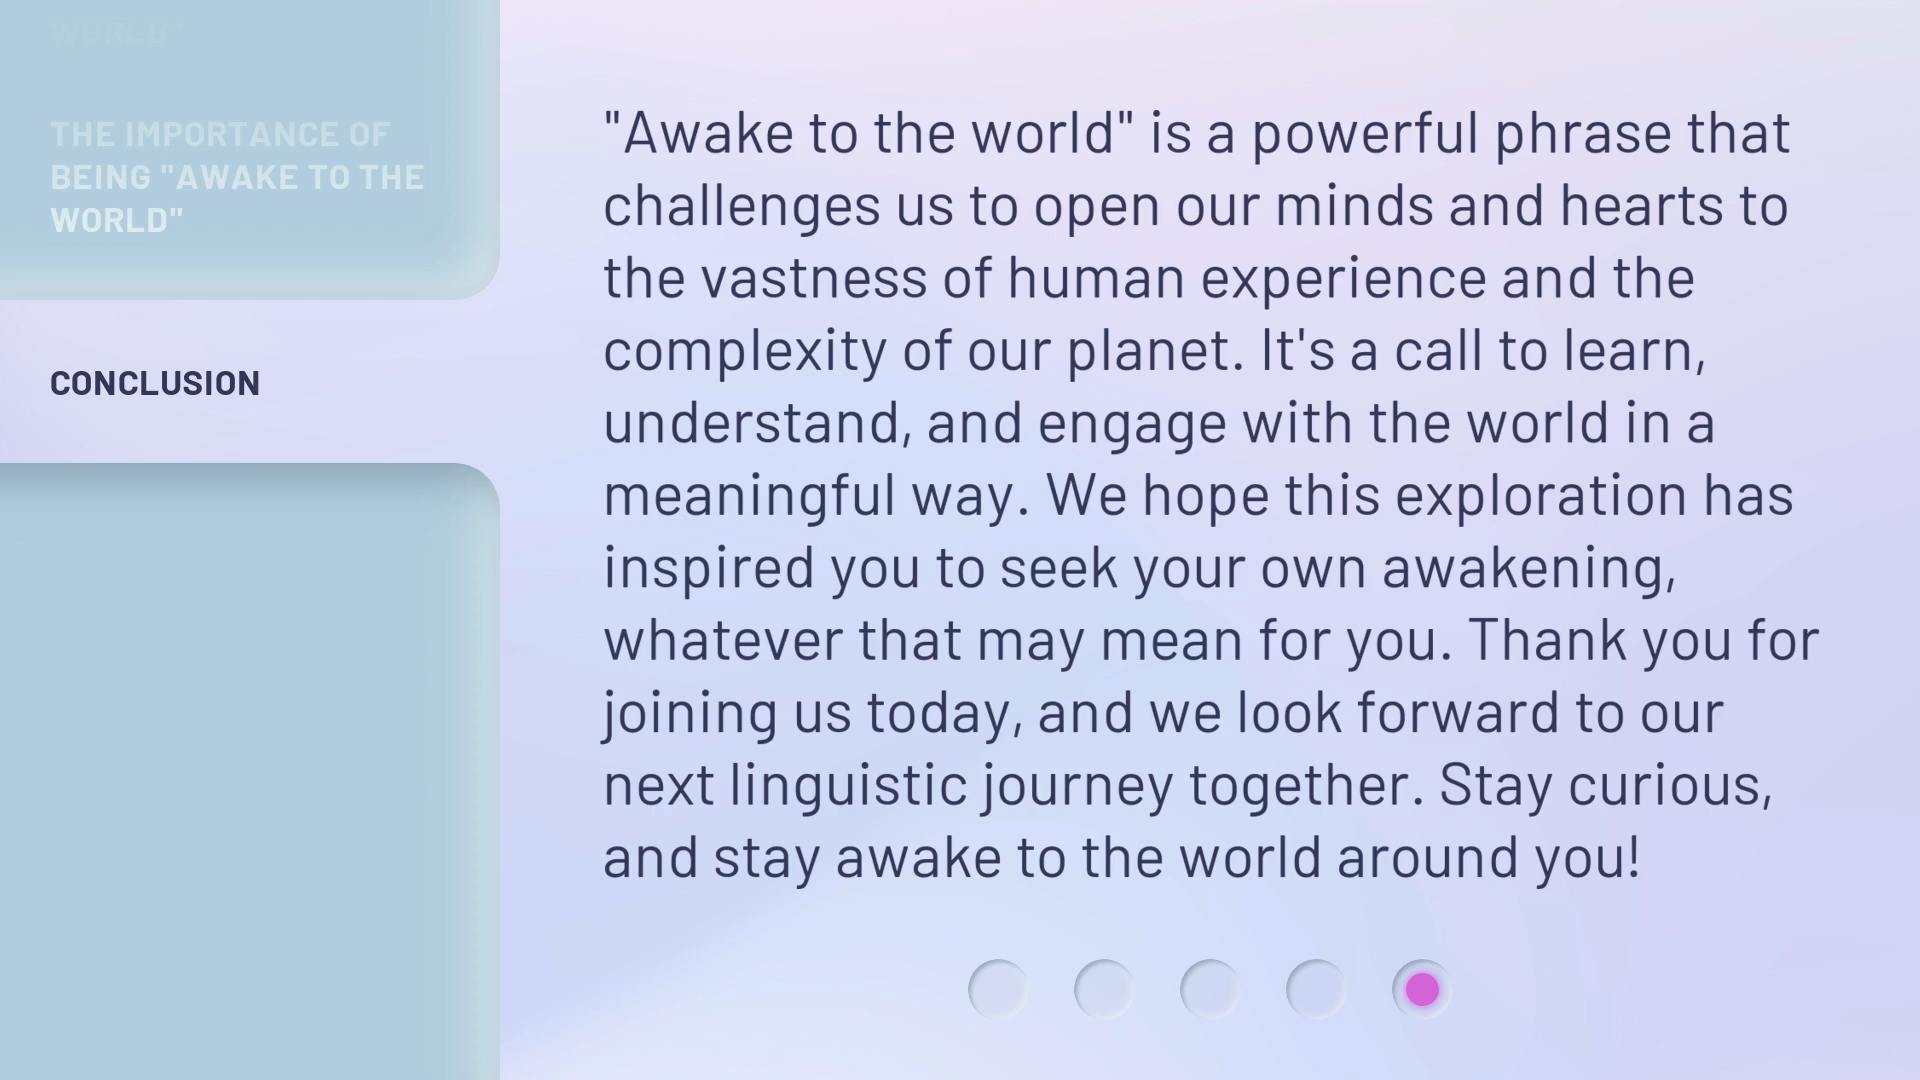 WORLD"
THE IMPORTANCE OF
BEING "AWAKE TO THE
WORLD"
CONCLUSION
"Awake to the world" is a powerful phrase that
challenges us to open our minds and hearts to
the vastness of human experience and the
complexity of our planet. It's a call to learn,
understand, and engage with the world in a
meaningful way. We hope this exploration has
inspired you to seek your own awakening,
whatever that may mean for you. Thank you for
joining us today, and we look forward to our
next linguistic journey together. Stay curious,
and stay awake to the world around you!